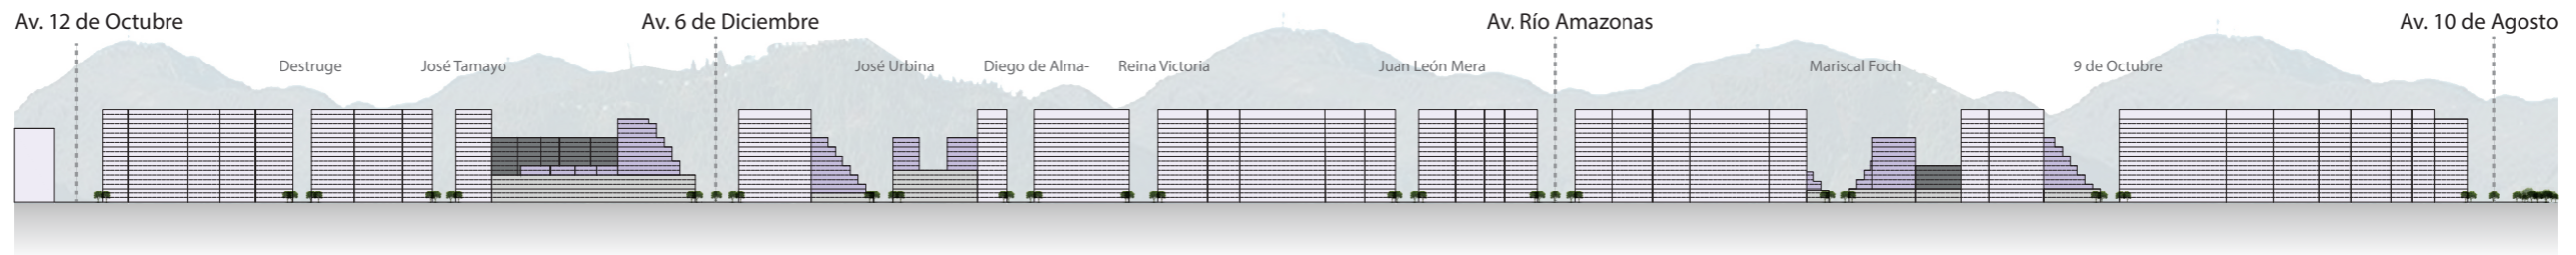 Av. 12 de Octubre
Av. 6 de Diciembre
Av. Río Amazonas
Av. 10 de Agosto
Destruge
José Tamayo
José Urbina
Diego de Alma-
Reina Victoria
Juan León Mera
Mariscal Foch
9 de Octubre